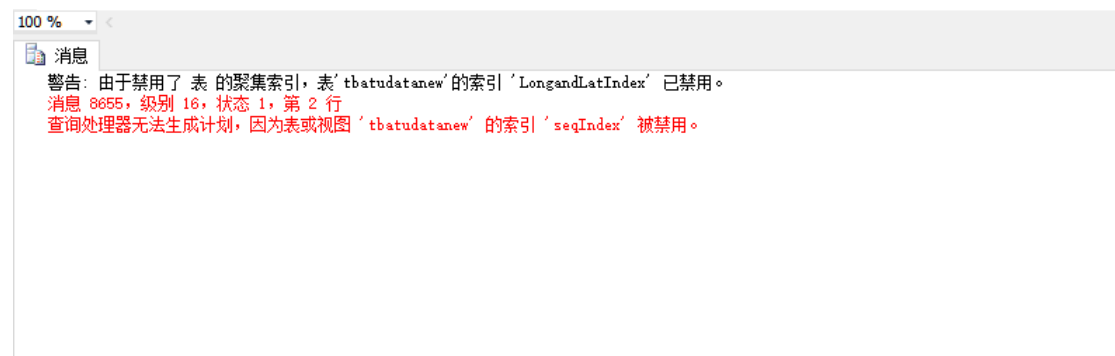 100 %
消息
警告: 由于禁用了 表 的聚集索引，表'tbatudatanew'的索引 'LongandLatIndex' 已禁用。
消息 8655，级别 16，状态 1，第 2 行
查询处理器无法生成计划，因为表或视图 'tbatudatanew' 的索引 'seqIndex' 被禁用。